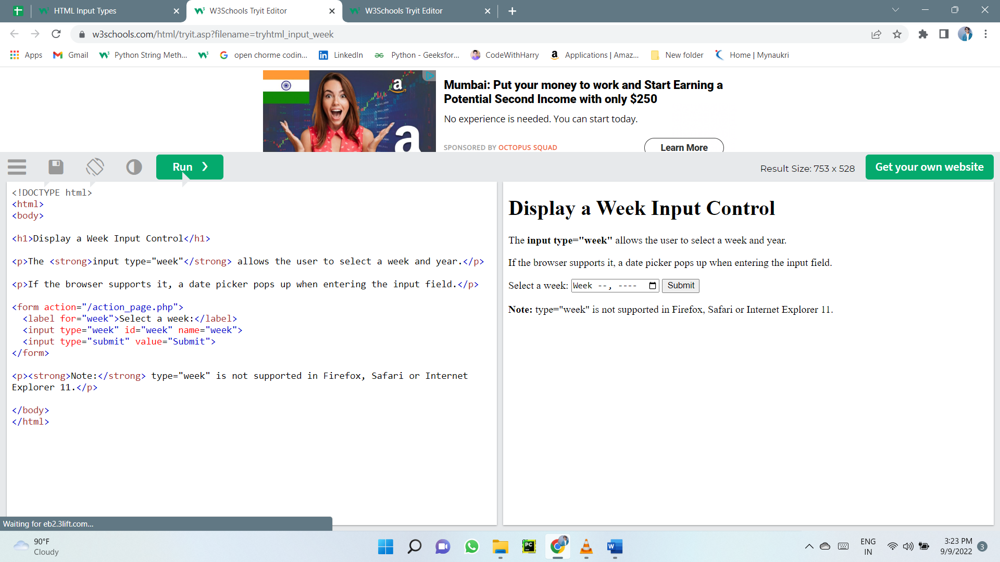 HTML Input Types
W3Schools Tryit Editor
W3Schools Tryit Editor
w3schools.com/html/tryit.asp?filename=tryhtml_input_week
Apps
Gmail
Python String Meth...
open chorme codin...
LinkedIn
Python - Geeksfor...
CodeWithHarry
Applications | Amaz...
New folder
Home | Mynaukri
Mumbai: Put your money to work and Start Earning a
Potential Second Income with only $250
No experience is needed. You can start today.
SPONSORED BY OCTOPUS SQUAD
Learn More
Run ❯
Result Size: 753 x 528
Get your own website
<!DOCTYPE html>
<html>
<body>
<h1>Display a Week Input Control</h1>
<p>The <strong>input type="week"</strong> allows the user to select a week and year.</p>
<p>If the browser supports it, a date picker pops up when entering the input field.</p>
<form action="/action_page.php">
<label for="week">Select a week:</label>
<input type="week" id="week" name="week">
<input type="submit" value="Submit">
</form>
<p><strong>Note:</strong> type="week" is not supported in Firefox, Safari or Internet
Explorer 11.</p>
</body>
</html>
Display a Week Input Control
The input type="week" allows the user to select a week and year.
If the browser supports it, a date picker pops up when entering the input field.
Select a week: Week --, ---- Submit
Note: type="week" is not supported in Firefox, Safari or Internet Explorer 11.
Waiting for eb2.3lift.com...
90°F
Cloudy
ENG
IN
3:23 PM
9/9/2022
3